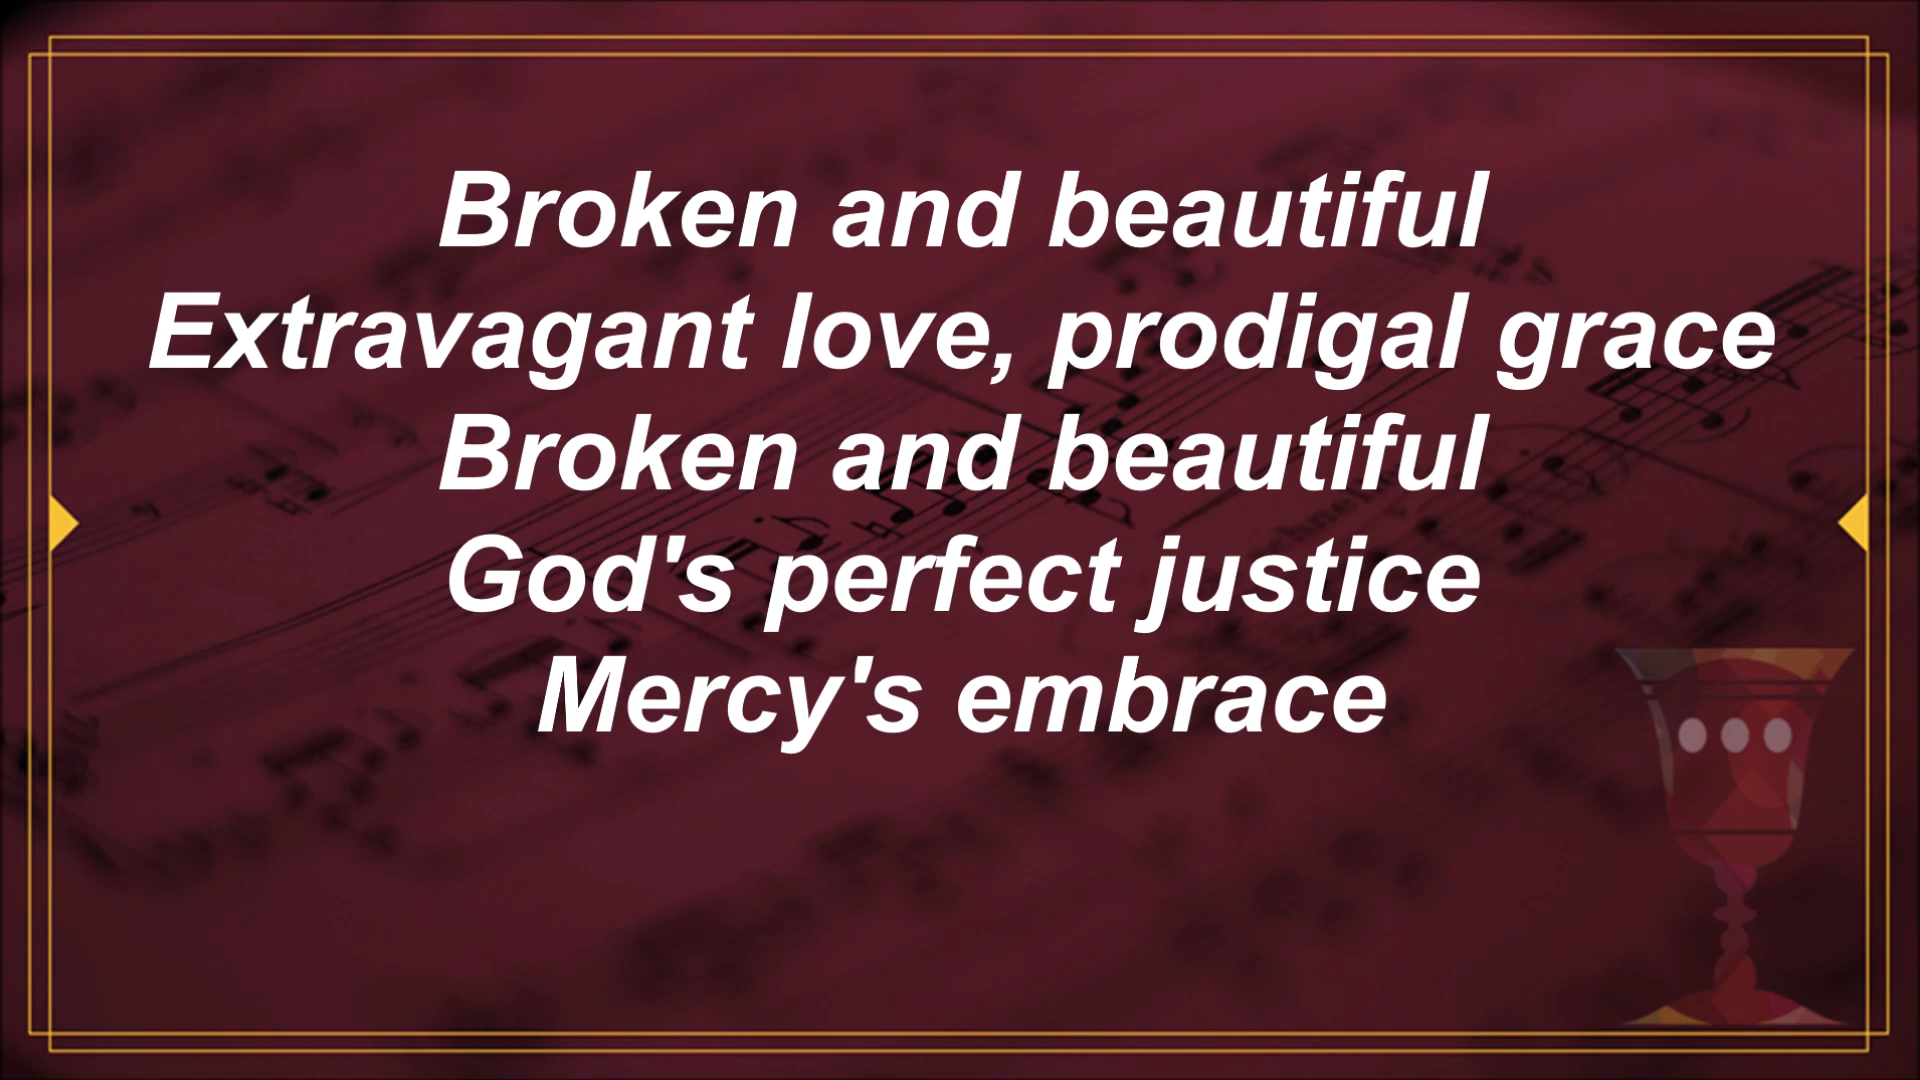 Broken and beautiful
Extravagant love, prodigal grace
Broken and beautiful
God's perfect justice
Mercy's embrace